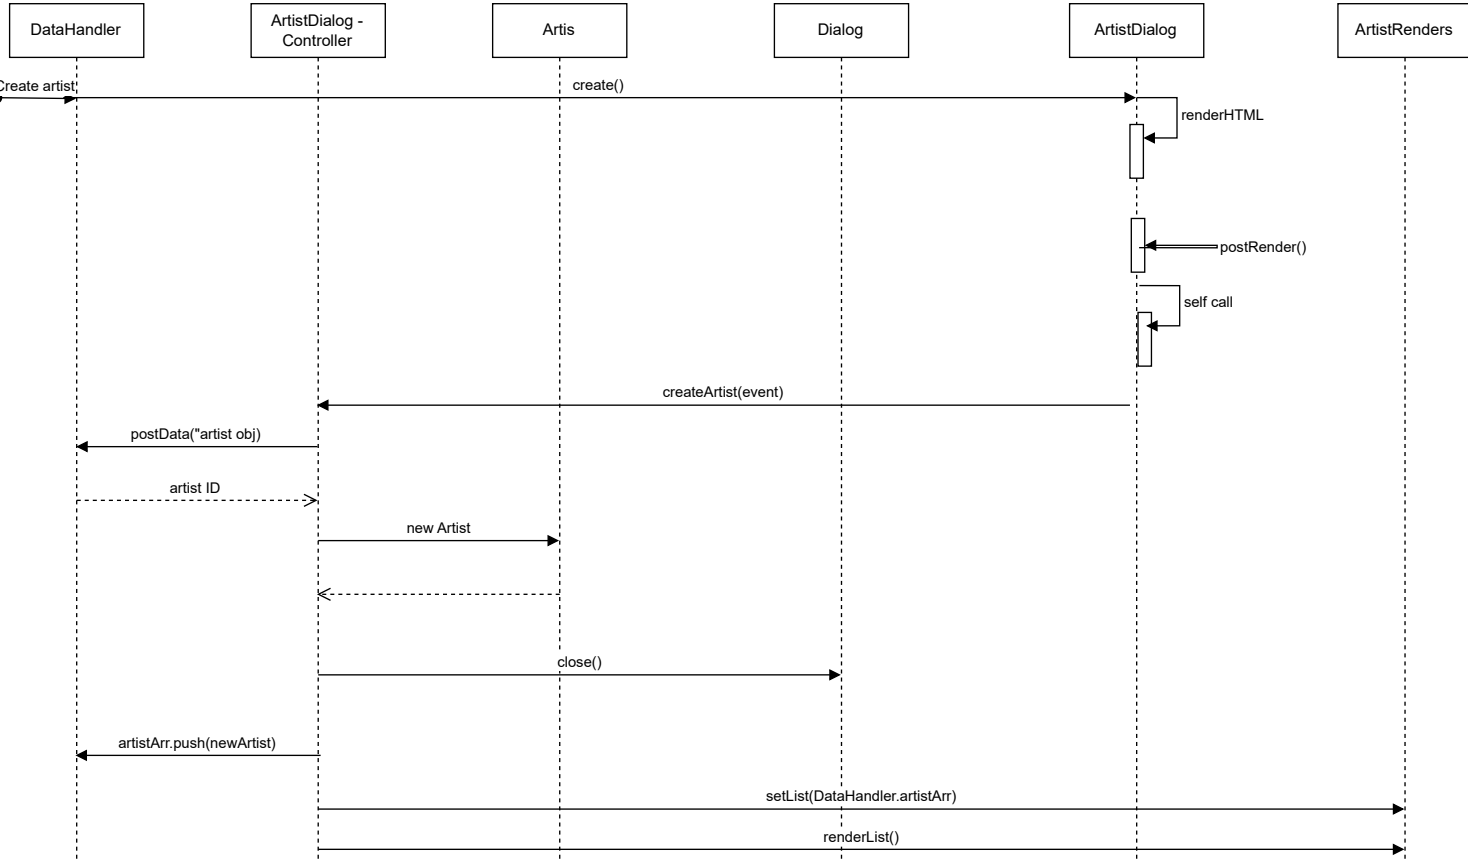 DataHandler
ArtistDialog -
Controller
Artis
Dialog
ArtistDialog
ArtistRenders
Create artist
create()
renderHTML
postRender()
self call
createArtist(event)
postData("artist obj)
artist ID
new Artist
close()
artistArr.push(newArtist)
setList(DataHandler.artistArr)
renderList()